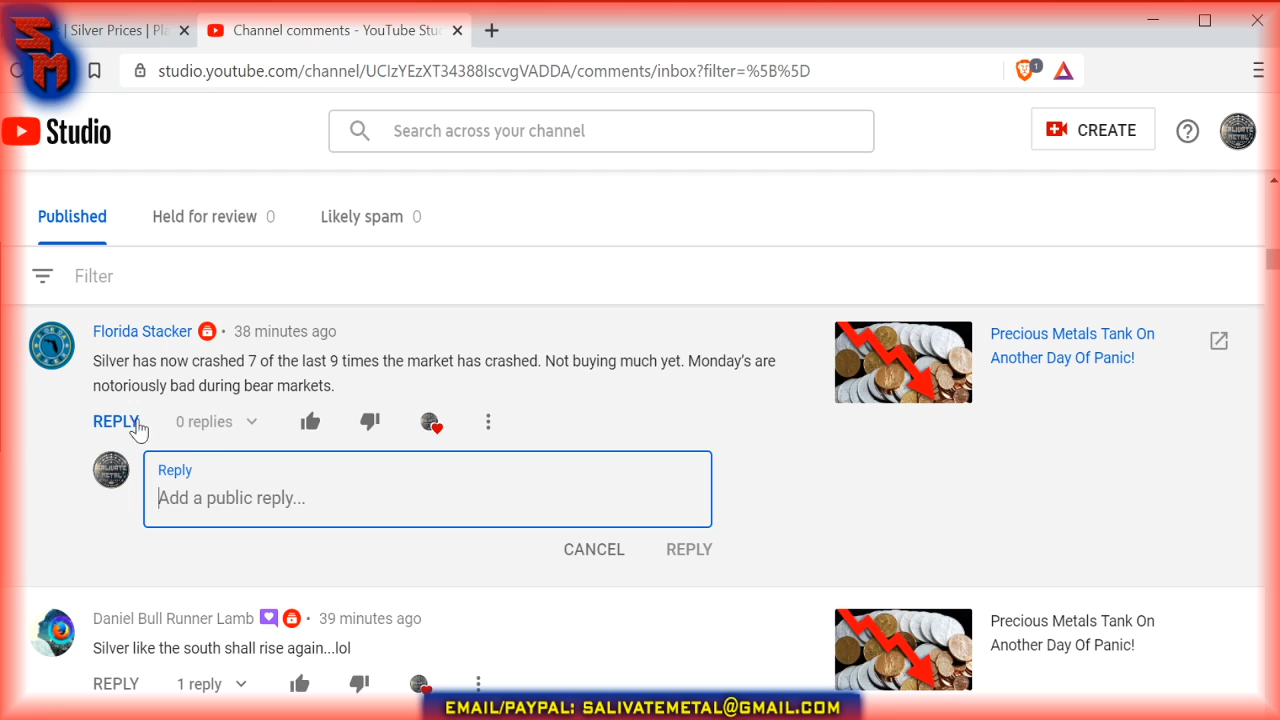 SM
| Silver Prices | Pla
Channel comments - YouTube Stud
studio.youtube.com/channel/UCIzYEzXT34388IscvgVADDA/comments/inbox?filter=%5B%5D
1
Studio
Search across your channel
CREATE
Published
Held for review 0
Likely spam 0
Filter
Florida Stacker • 38 minutes ago
Silver has now crashed 7 of the last 9 times the market has crashed. Not buying much yet. Monday's are
notoriously bad during bear markets.
Precious Metals Tank On
Another Day Of Panic!
REPLY
0 replies
SALIVATE
METAL
Reply
Add a public reply...
CANCEL
REPLY
Daniel Bull Runner Lamb • 39 minutes ago
Silver like the south shall rise again...lol
Precious Metals Tank On
Another Day Of Panic!
REPLY
1 reply
EMAIL/PAYPAL: SALIVATEMETAL@GMAIL.COM